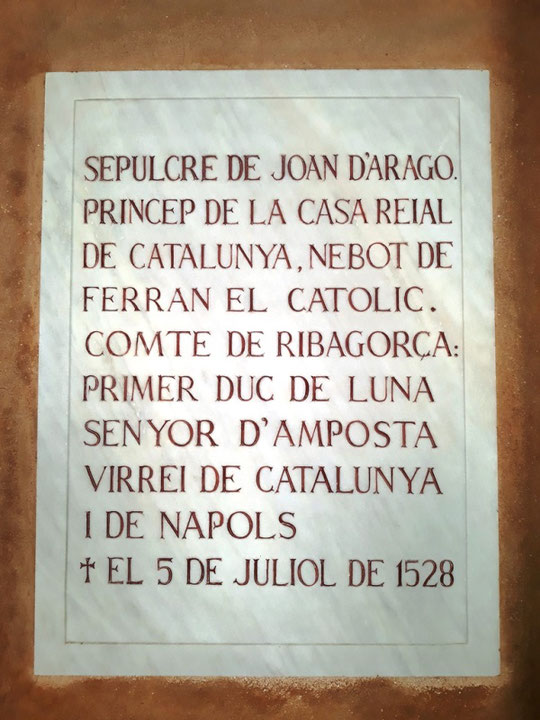 SEPULCRE DE JOAN D'ARAGO.
PRINCEP DE LA CASA REIAL
DE CATALUNYA, NEBOT DE
FERRAN EL CATOLIC.
COMTE DE RIBAGORÇA:
PRIMER DUC DE LUNA
SENYOR D'AMPOSTA
VIRREI DE CATALUNYA
I DE NAPOLS
† EL 5 DE JULIOL DE 1528